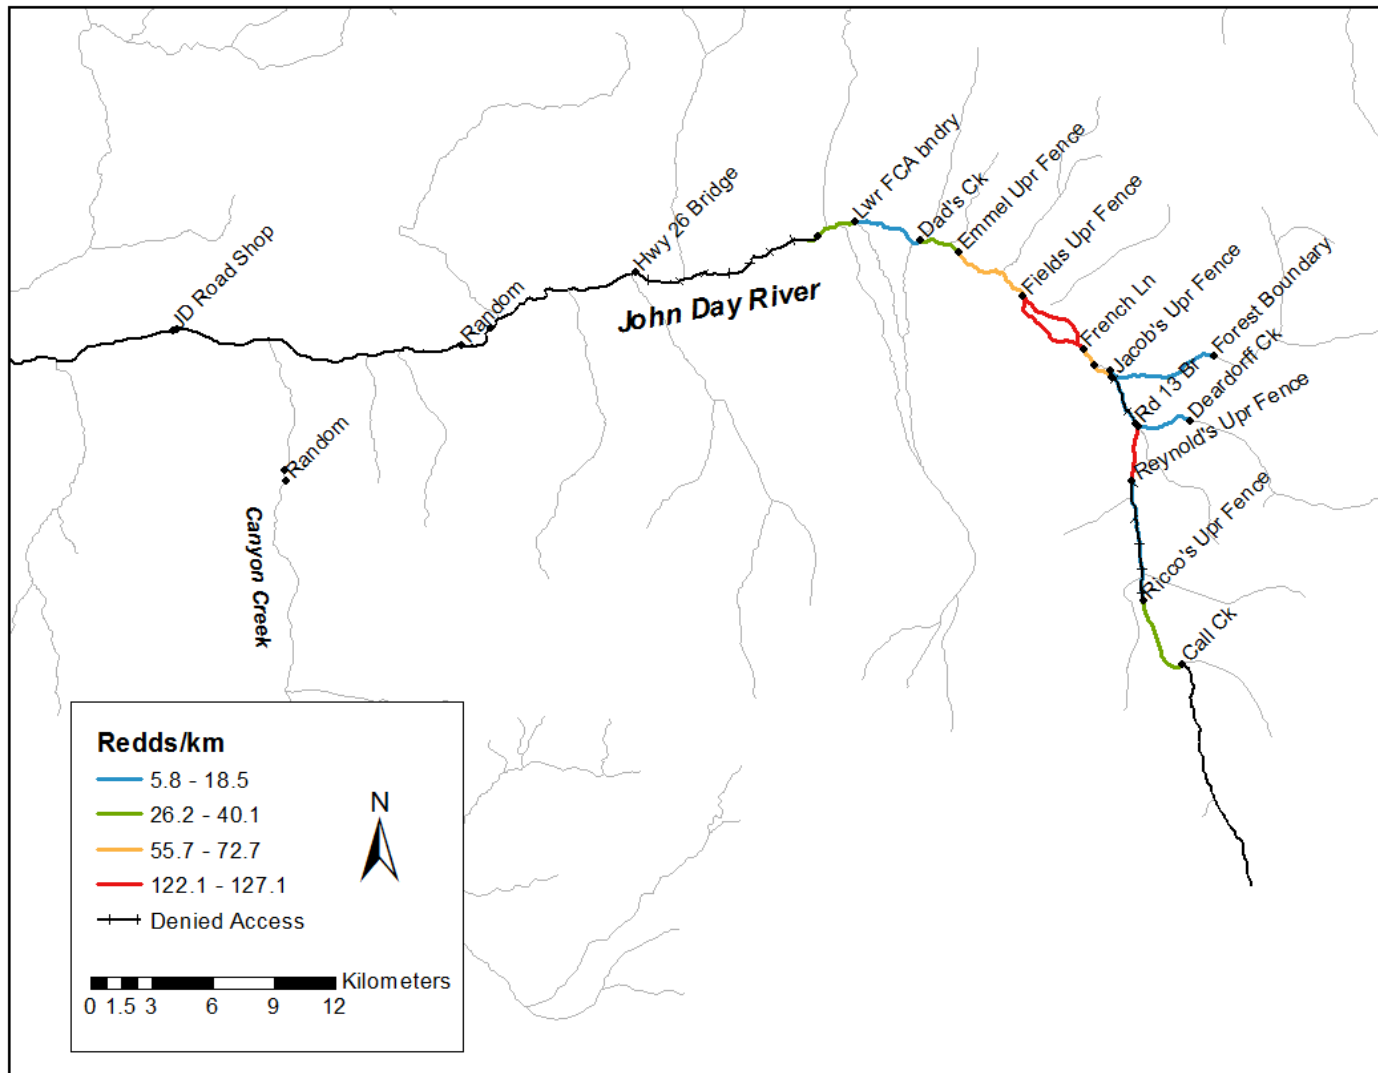 Lwr FCA bndry
Dad's Ck
Emmel Upr Fence
Hwy 26 Bridge
Fields Upr Fence
JD Road Shop
Random
John Day River
French Ln
Jacob's Upr Fence
Forest Boundary
Rd 13 Br
Deardorff Ck
Reynold's Upr Fence
Random
Canyon Creek
Ricco's Upr Fence
Call Ck
Redds/km
5.8 - 18.5
26.2 - 40.1
55.7 - 72.7
122.1 - 127.1
Denied Access
N
Kilometers
0 1.5 3 6 9 12